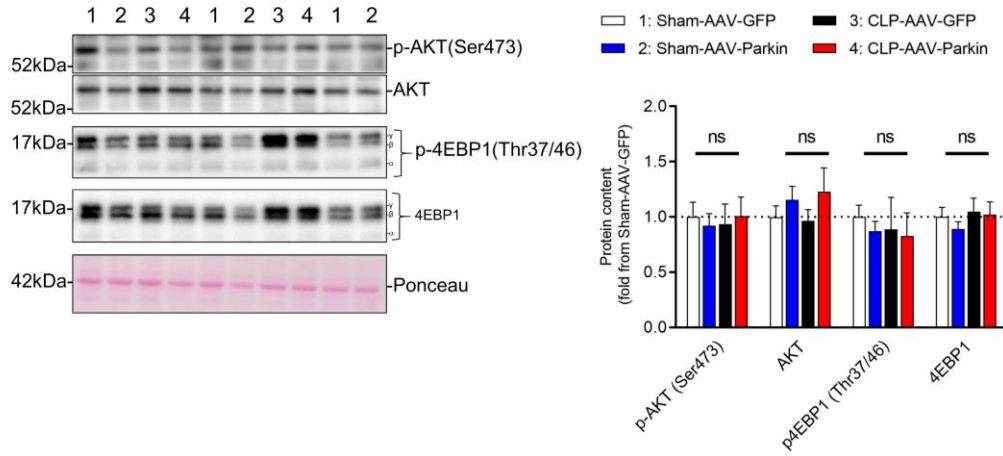 1 2 3 4 1 2 3 4 1 2
p-AKT(Ser473)
52kDa
AKT
52kDa
17kDa
γ
β
α
p-4EBP1(Thr37/46)
17kDa
γ
β
α
4EBP1
42kDa
Ponceau
1: Sham-AAV-GFP
3: CLP-AAV-GFP
2: Sham-AAV-Parkin
4: CLP-AAV-Parkin
Protein content
(fold from Sham-AAV-GFP)
2.0
1.5
1.0
0.5
0.0
ns
ns
ns
ns
p-AKT (Ser473)
AKT
p4EBP1 (Thr37/46)
4EBP1